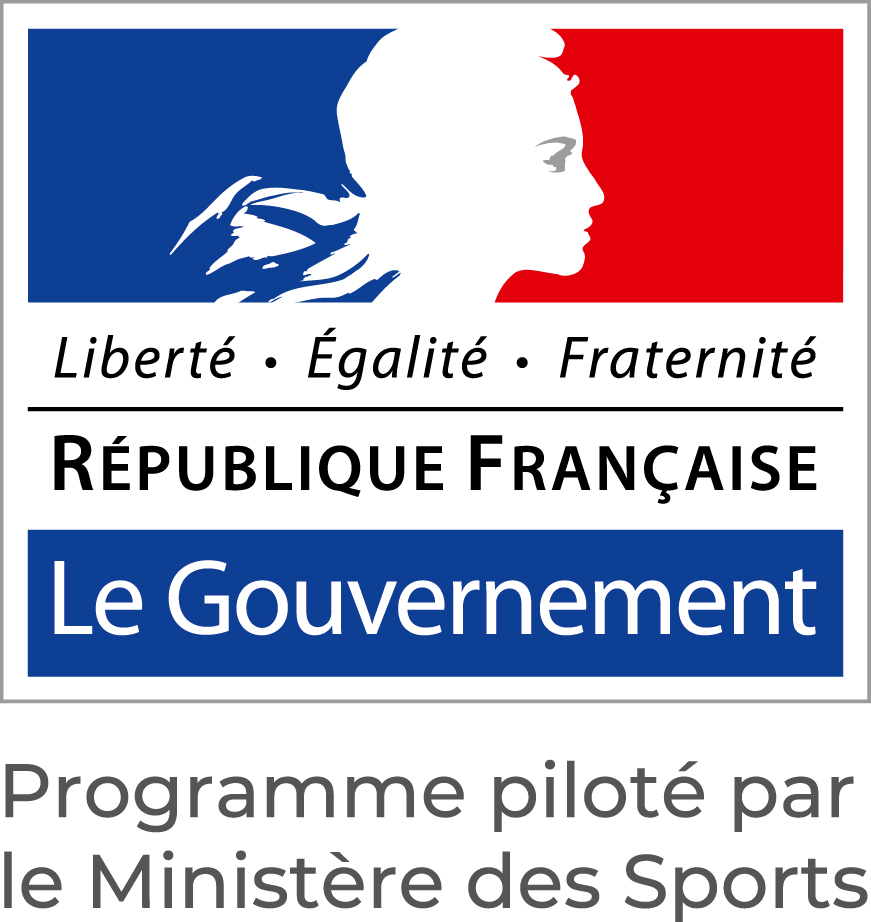 Liberté • Égalité • Fraternité
RÉPUBLIQUE FRANÇAISE
Le Gouvernement
Programme piloté par
le Ministère des Sports